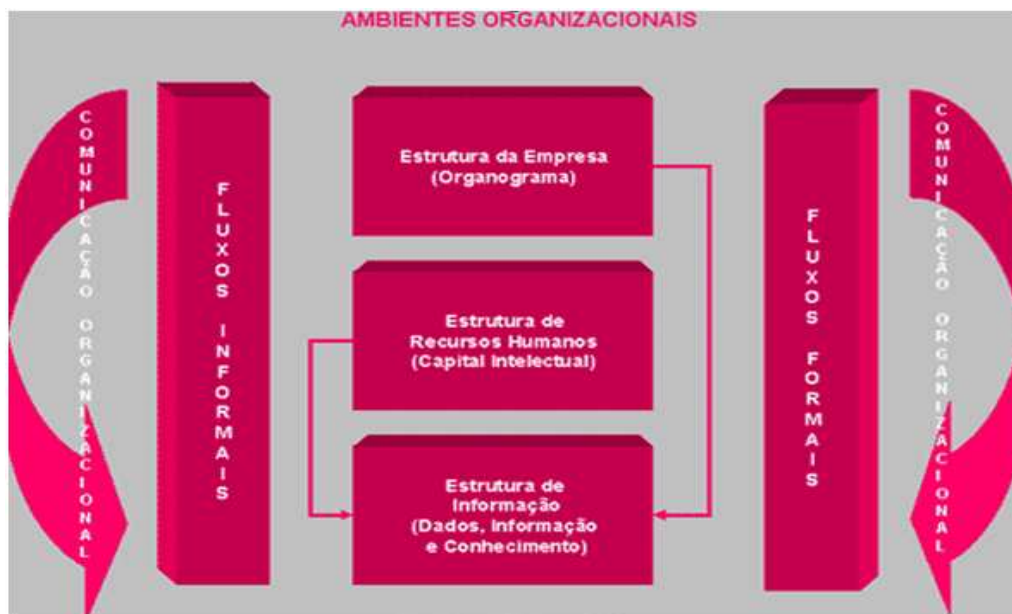 AMBIENTES ORGANIZACIONAIS
COMUNICAÇÃO ORGANIZACIONAL
FLUXOS INFORMAIS
Estrutura da Empresa
(Organograma)
Estrutura de
Recursos Humanos
(Capital Intelectual)
Estrutura de
Informação
(Dados, Informação
e Conhecimento)
FLUXOS FORMAIS
COMUNICAÇÃO ORGANIZACIONAL